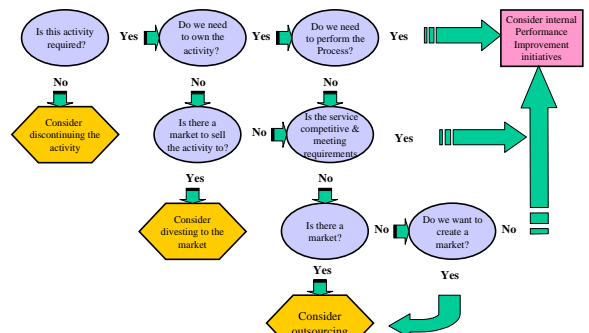 Is this activity
required?
Yes
Do we need
to own the
activity?
Yes
Do we need
to perform the
Process?
Yes
Consider internal
Performance
Improvement
initiatives
No
No
No
Consider
discontinuing the
activity
Is there a
market to sell
the activity to?
No
Is the service
competitive &
meeting
requirements
Yes
Yes
No
Consider
divesting to the
market
Is there a
market?
No
Do we want to
create a
market?
No
Yes
Yes
Consider
outsourcing